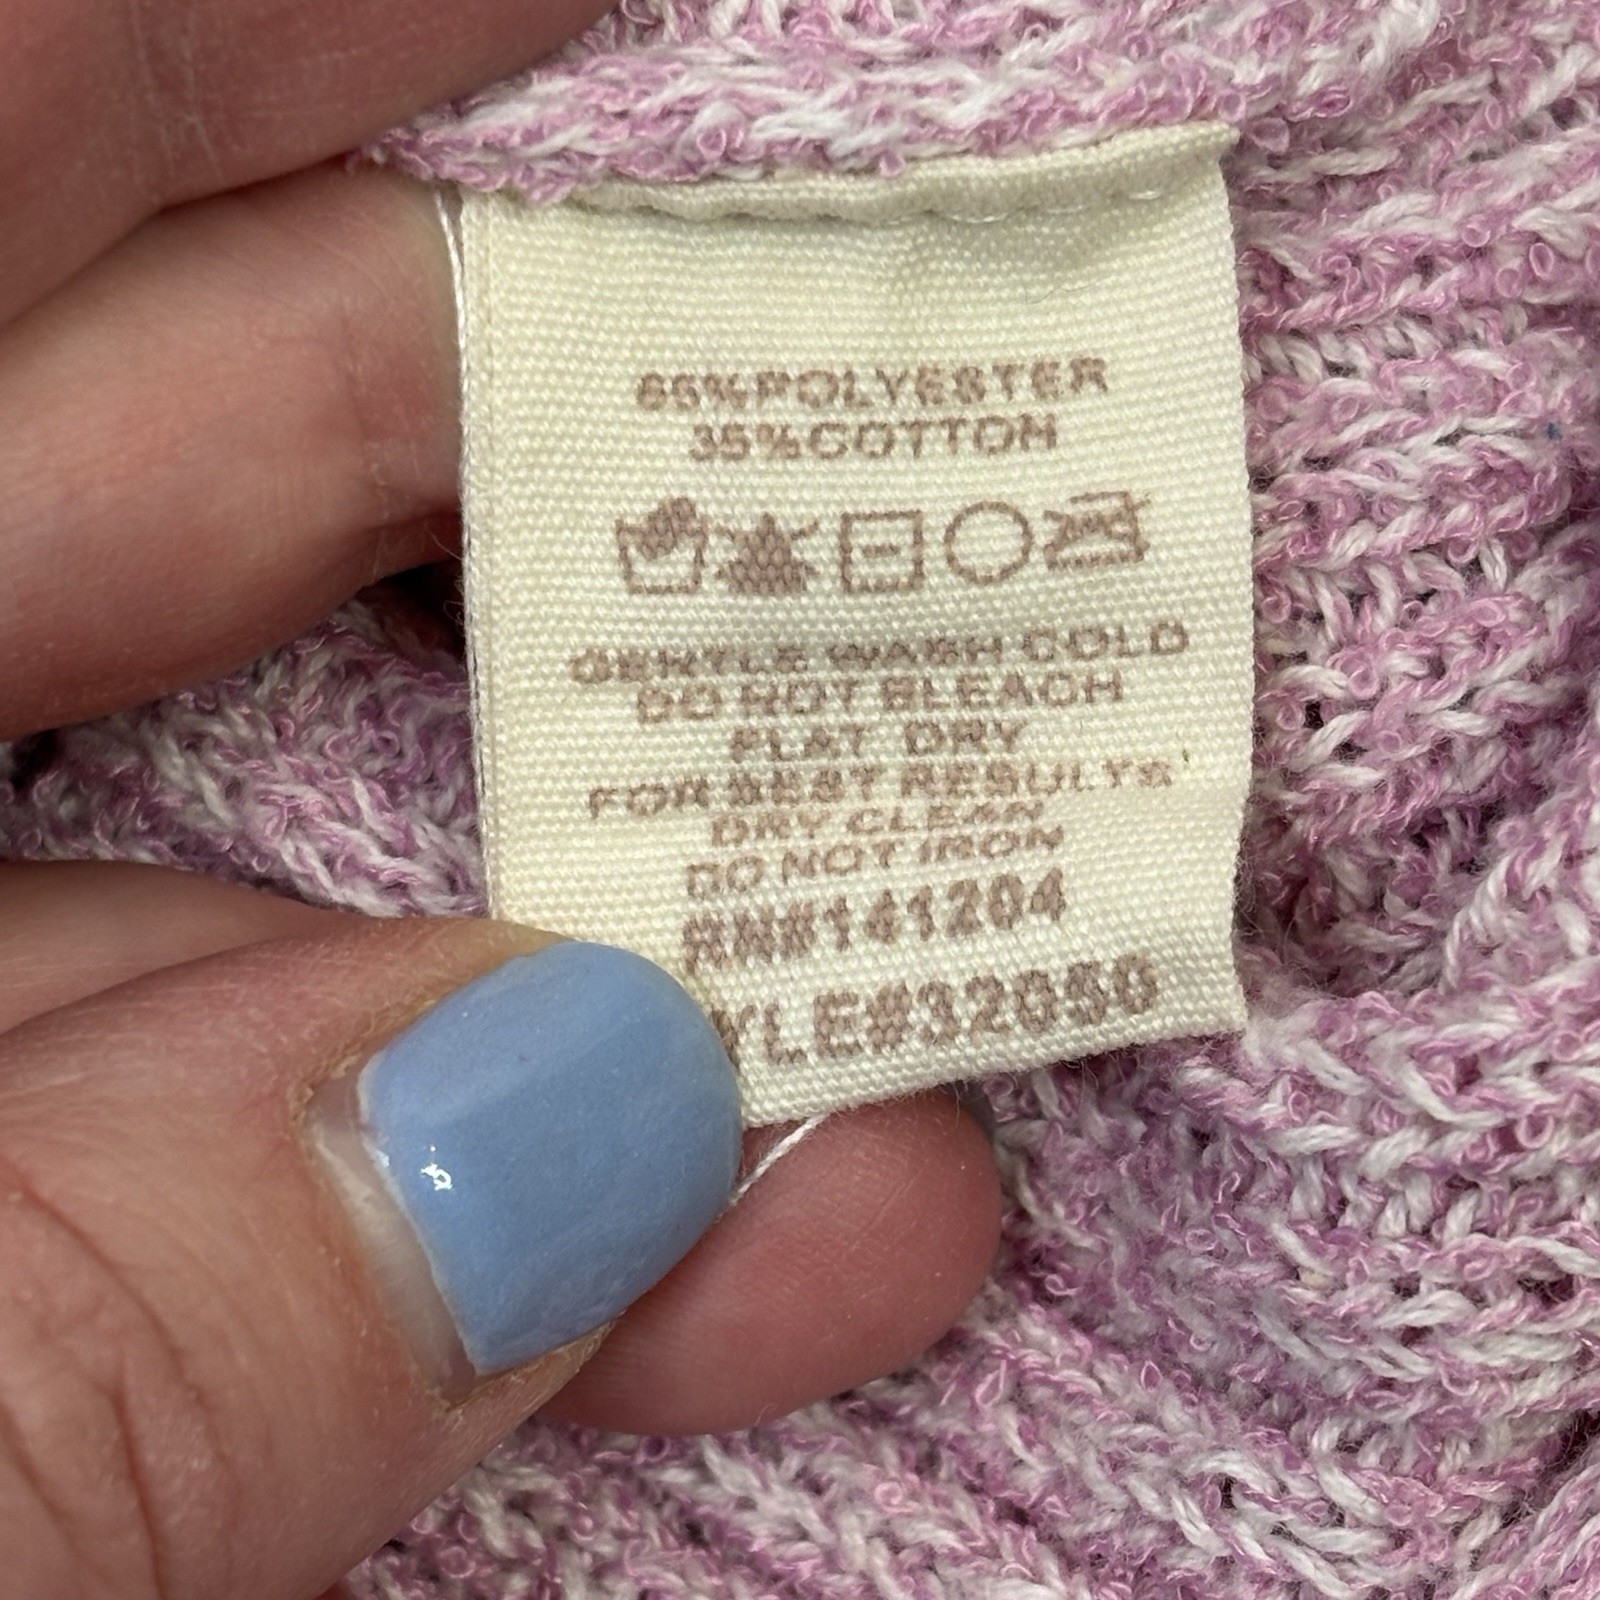 65%POLYESTER
35%COTTON
GENTLE WASH COLD
DO NOT BLEACH
FLAT DRY
FOR BEST RESULTS'
DRY CLEAN
DO NOT IRON
RN#141204
YLE#32050